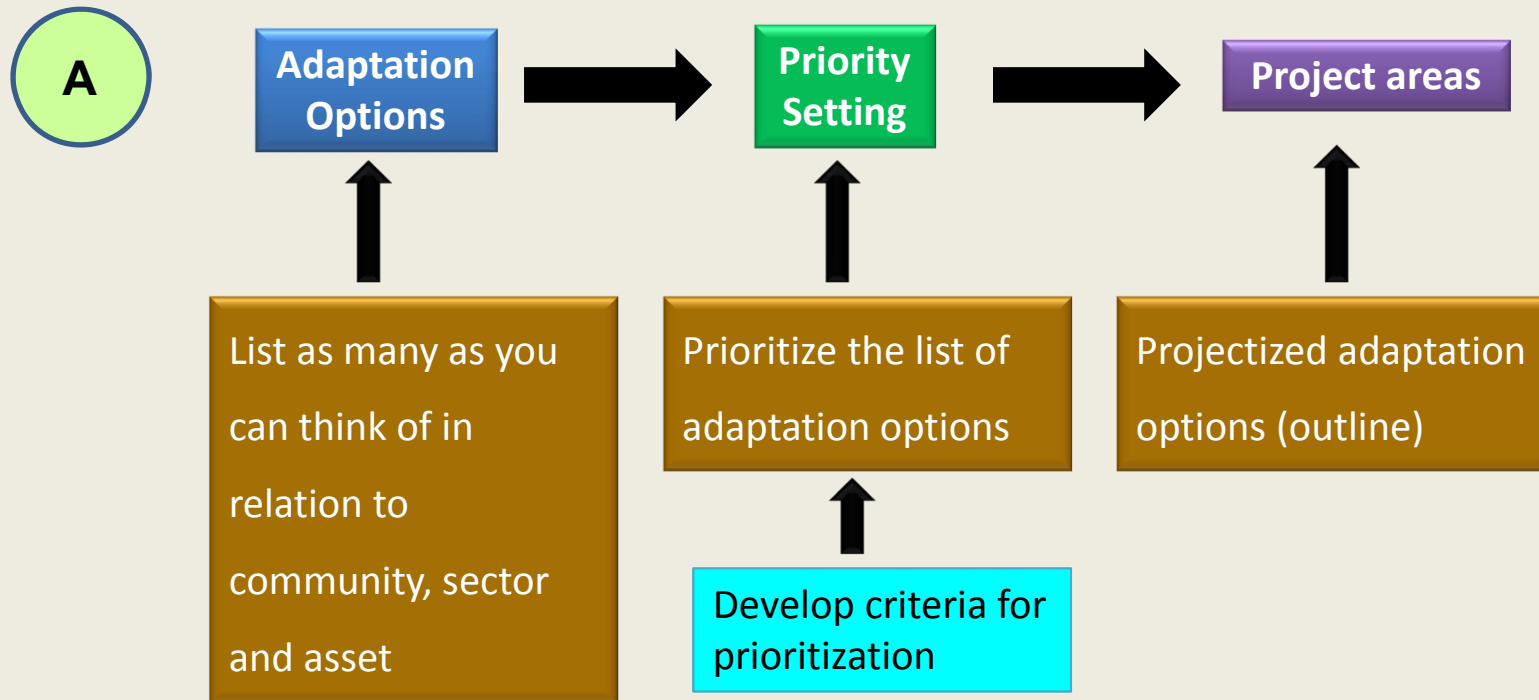 A
Adaptation
Options
Priority
Setting
Project areas
List as many as you
can think of in
relation to
community, sector
and asset
Prioritize the list of
adaptation options
Projectized adaptation
options (outline)
Develop criteria for
prioritization